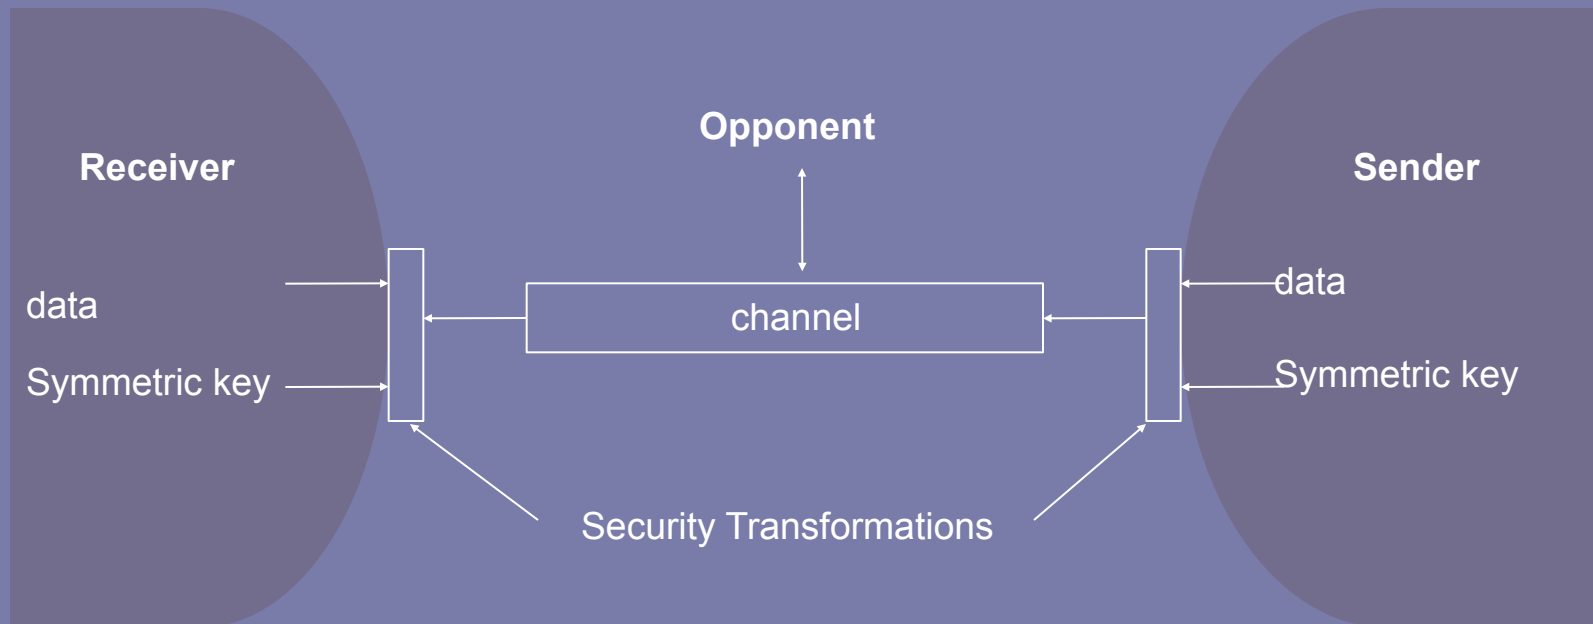 Opponent
Receiver
Sender
data
data
channel
Symmetric key
Symmetric key
Security Transformations